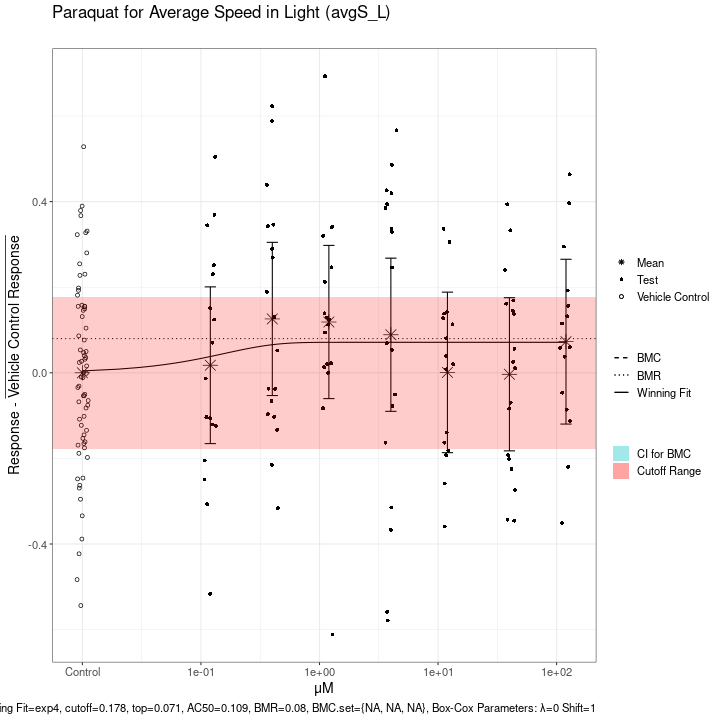 Paraquat for Average Speed in Light (avgS_L)
Response - Vehicle Control Response
0.4
0.0
-0.4
Control
1e-01
1e+00
1e+01
1e+02
µM
Mean
Test
Vehicle Control
BMC
BMR
Winning Fit
CI for BMC
Cutoff Range
ing Fit=exp4, cutoff=0.178, top=0.071, AC50=0.109, BMR=0.08, BMC.set={NA, NA, NA}, Box-Cox Parameters: λ=0 Shift=1